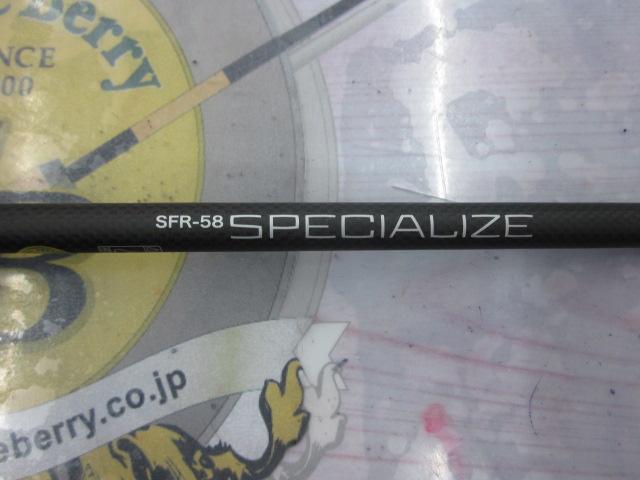 Berry
NCE
00
SFR-58 SPECIALIZE
eberry.co.jp